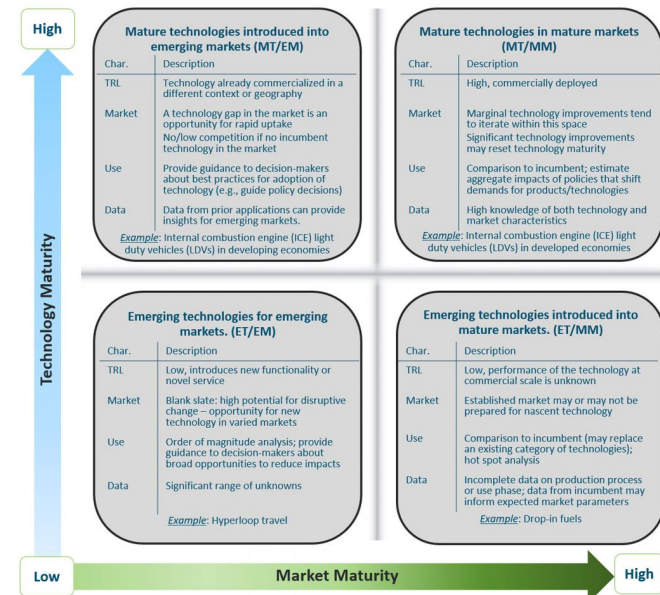 High
Mature technologies introduced into
emerging markets (MT/EM)
Char. Description
TRL Technology already commercialized in a
different context or geography
Market A technology gap in the market is an
opportunity for rapid uptake
No/low competition if no incumbent
technology in the market
Use Provide guidance to decision-makers
about best practices for adoption of
technology (e.g., guide policy decisions)
Data Data from prior applications can provide
insights for emerging markets.
Example: Internal combustion engine (ICE) light
duty vehicles (LDVs) in developing economies
Mature technologies in mature markets
(MT/MM)
Char. Description
TRL High, commercially deployed
Market Marginal technology improvements tend
to iterate within this space
Significant technology improvements
may reset technology maturity
Use Comparison to incumbent; estimate
aggregate impacts of policies that shift
demands for products/technologies
Data High knowledge of both technology and
market characteristics
Example: Internal combustion engine (ICE) light
duty vehicles (LDVs) in developed economies
Technology Maturity
Emerging technologies for emerging
markets. (ET/EM)
Char. Description
TRL Low, introduces new functionality or
novel service
Market Blank slate: high potential for disruptive
change – opportunity for new
technology in varied markets
Use Order of magnitude analysis; provide
guidance to decision-makers about
broad opportunities to reduce impacts
Data Significant range of unknowns
Example: Hyperloop travel
Emerging technologies introduced into
mature markets. (ET/MM)
Char. Description
TRL Low, performance of the technology at
commercial scale is unknown
Market Established market may or may not be
prepared for nascent technology
Use Comparison to incumbent (may replace
an existing category of technologies);
hot spot analysis
Data Incomplete data on production process
or use phase; data from incumbent may
inform expected market parameters
Example: Drop-in fuels
Low
Market Maturity
High